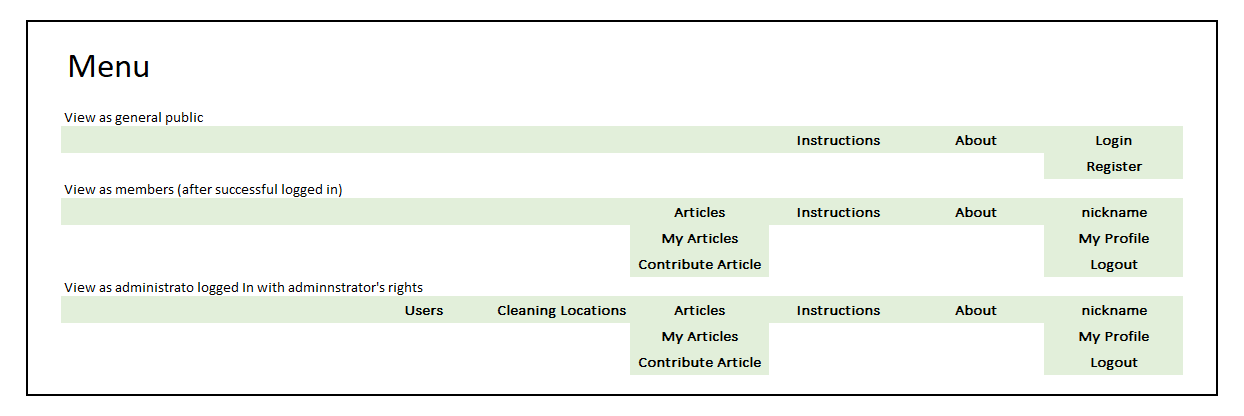 Menu
View as general public
Instructions About Login
Register
View as members (after successful logged in)
Articles Instructions About nickname
My Articles My Profile
Contribute Article Logout
View as administrato logged In with adminnstrator's rights
Users Cleaning Locations Articles Instructions About nickname
My Articles My Profile
Contribute Article Logout